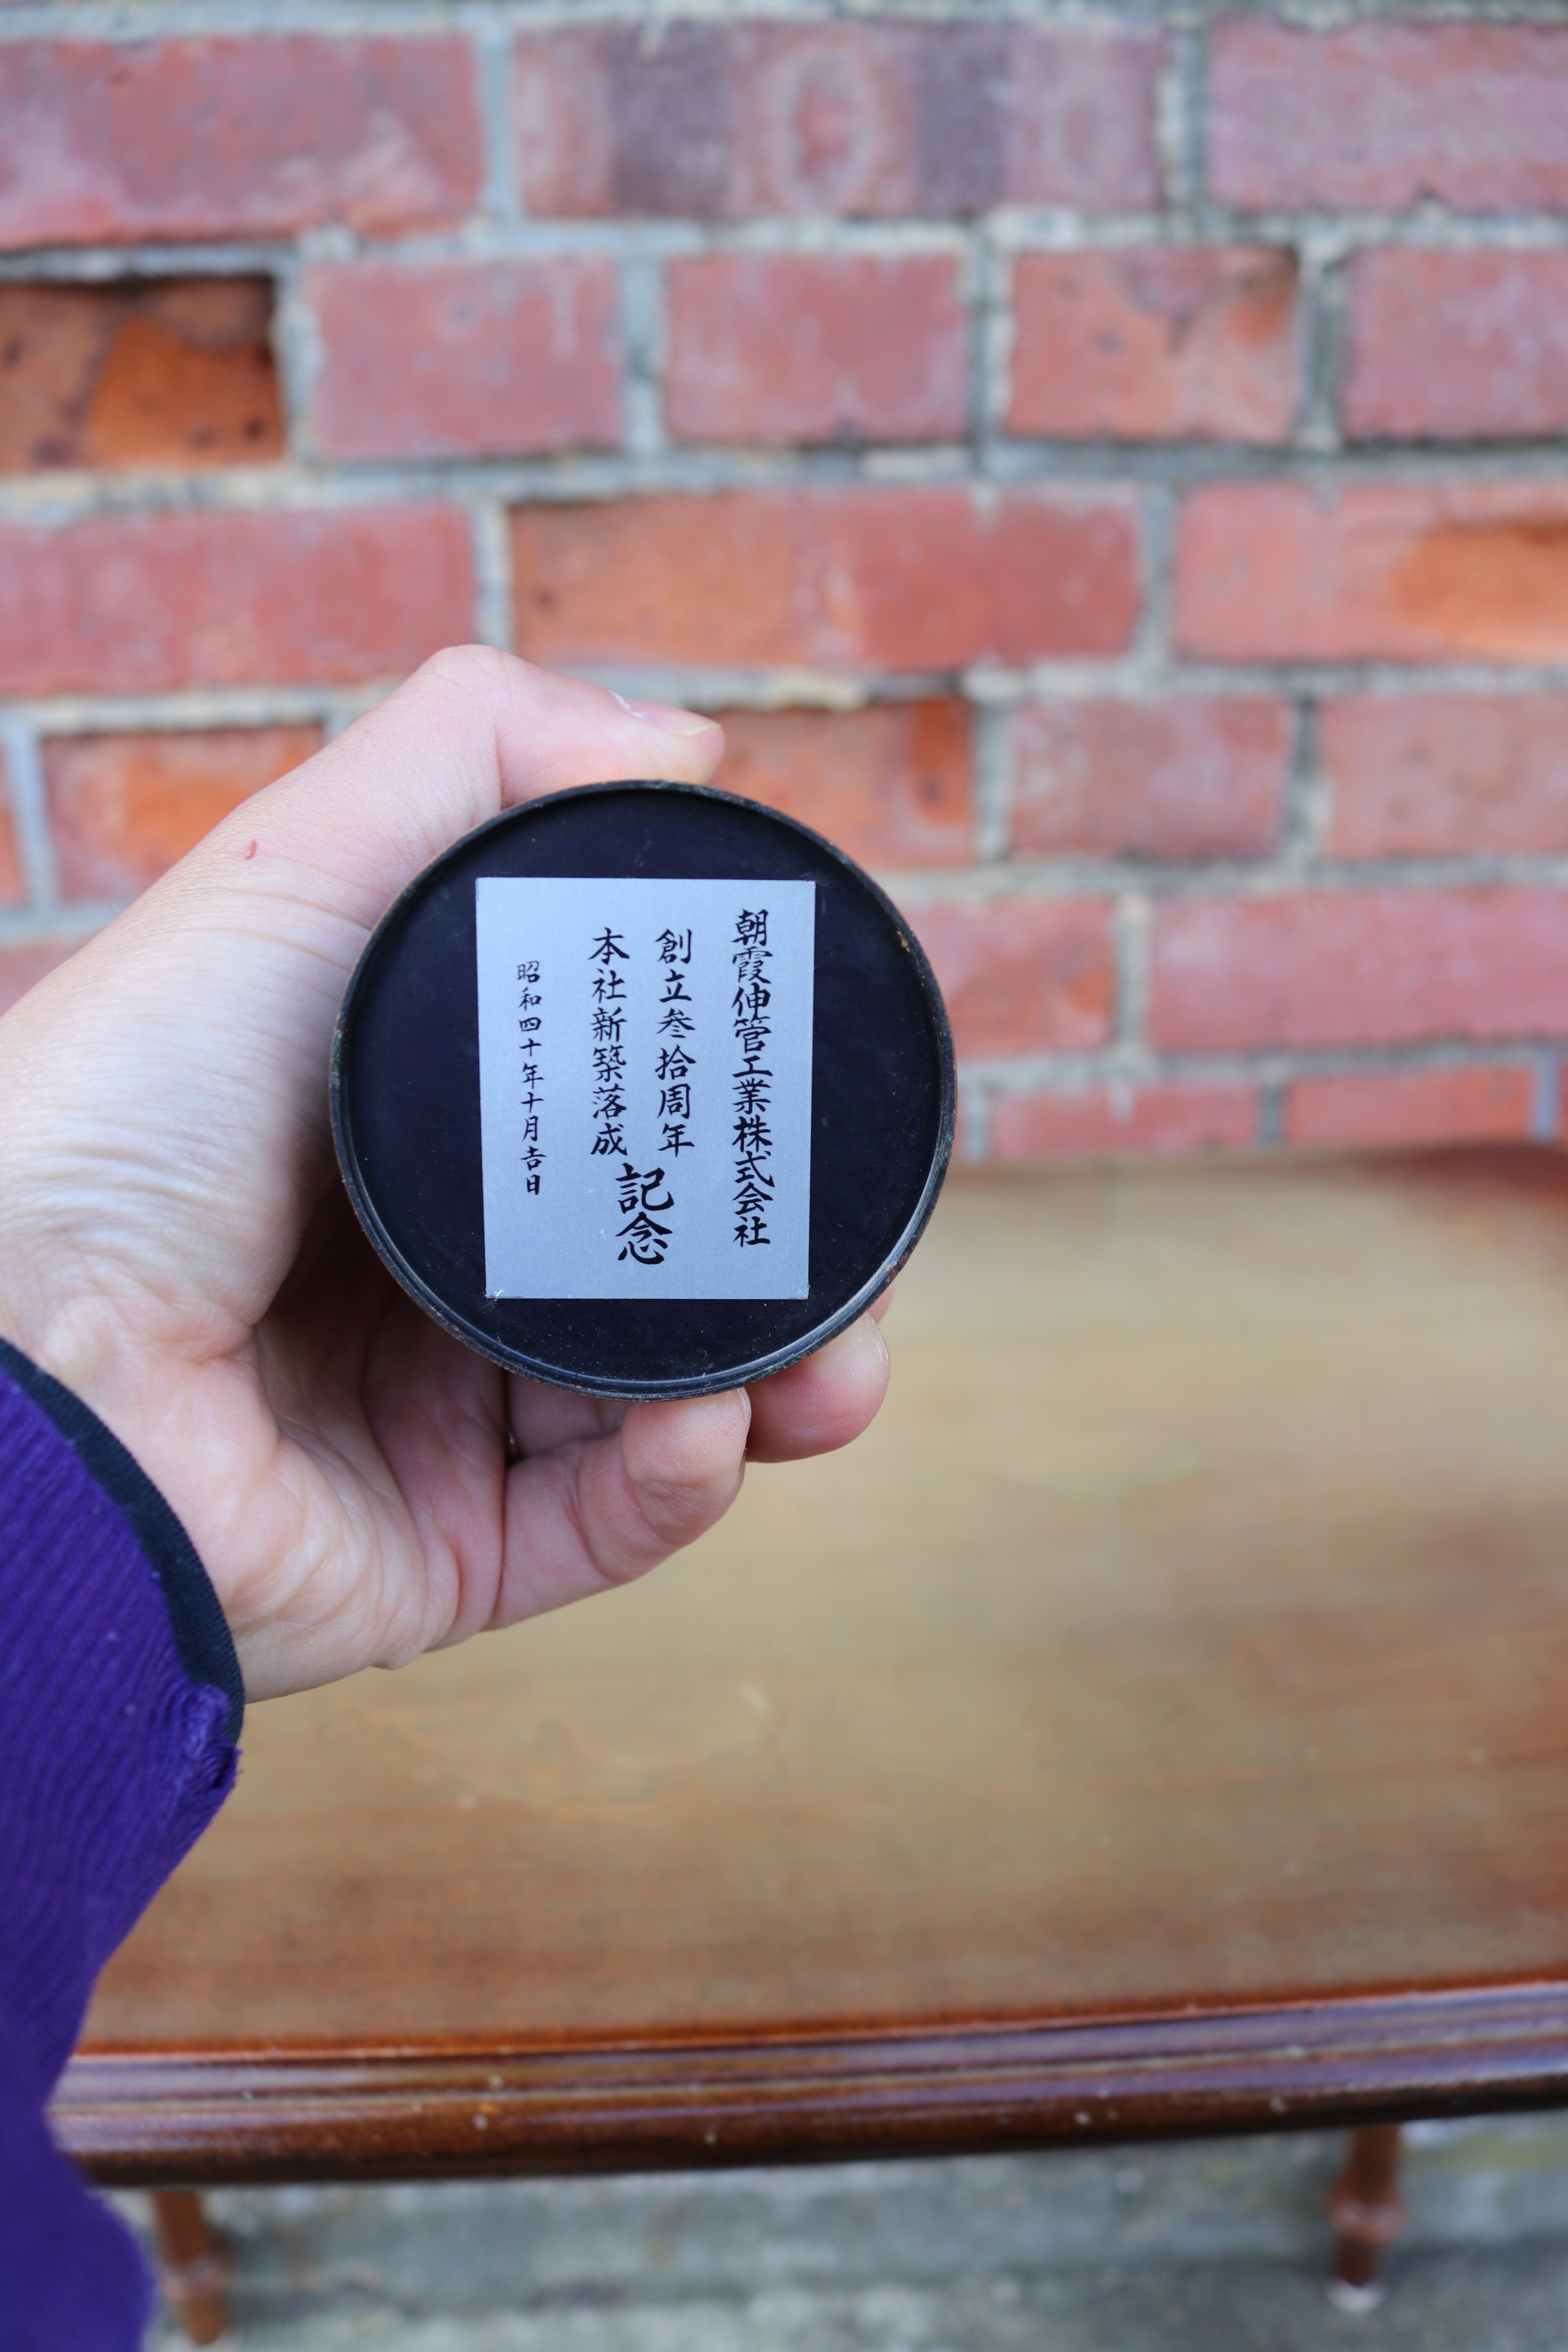 朝霞伸管工業株式会社
創立叁拾周年
本社新築落成
記念
昭和四十年十月吉日